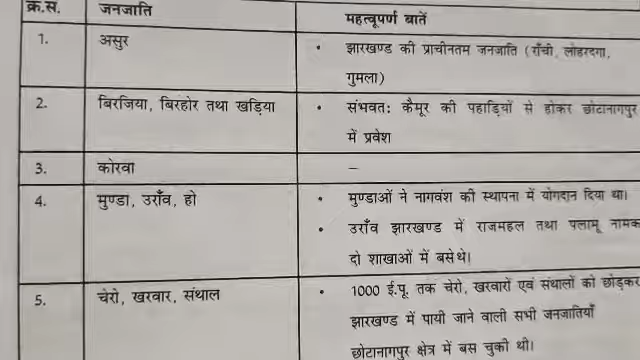 क्र.स. जनजाति महत्वूपर्ण बातें
1. असुर • झारखण्ड की प्राचीनतम जनजाति (राँची, लोहरदगा,
गुमला)
2. बिरजिया, बिरहोर तथा खड़िया • संभवत: कैमूर की पहाड़ियों से होकर छोटानागपुर
में प्रवेश
3. कोरवा –
4. मुण्डा, उराँव, हो • मुण्डाओं ने नागवंश की स्थापना में योगदान दिया था।
• उराँव झारखण्ड में राजमहल तथा पलामू नामक
दो शाखाओं में बसेथे।
5. चेरो, खरवार, संथाल • 1000 ई.पू. तक चेरो, खरवारों एवं संथालों को छोड़कर
झारखण्ड में पायी जाने वाली सभी जनजातियाँ
छोटानागपुर क्षेत्र में बस चुकी थी।